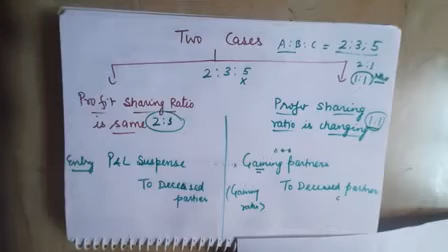 Two Cases
A:B:C = 2:3:5
2:1
1:1
2:3:5
x
Profit sharing Ratio
is same 2:3
Profit sharing
ratio is changing 1:1
Entry P&L Suspense
To Deceased
partner
Gaining partners
(Gaining
ratio)
To Deceased partner